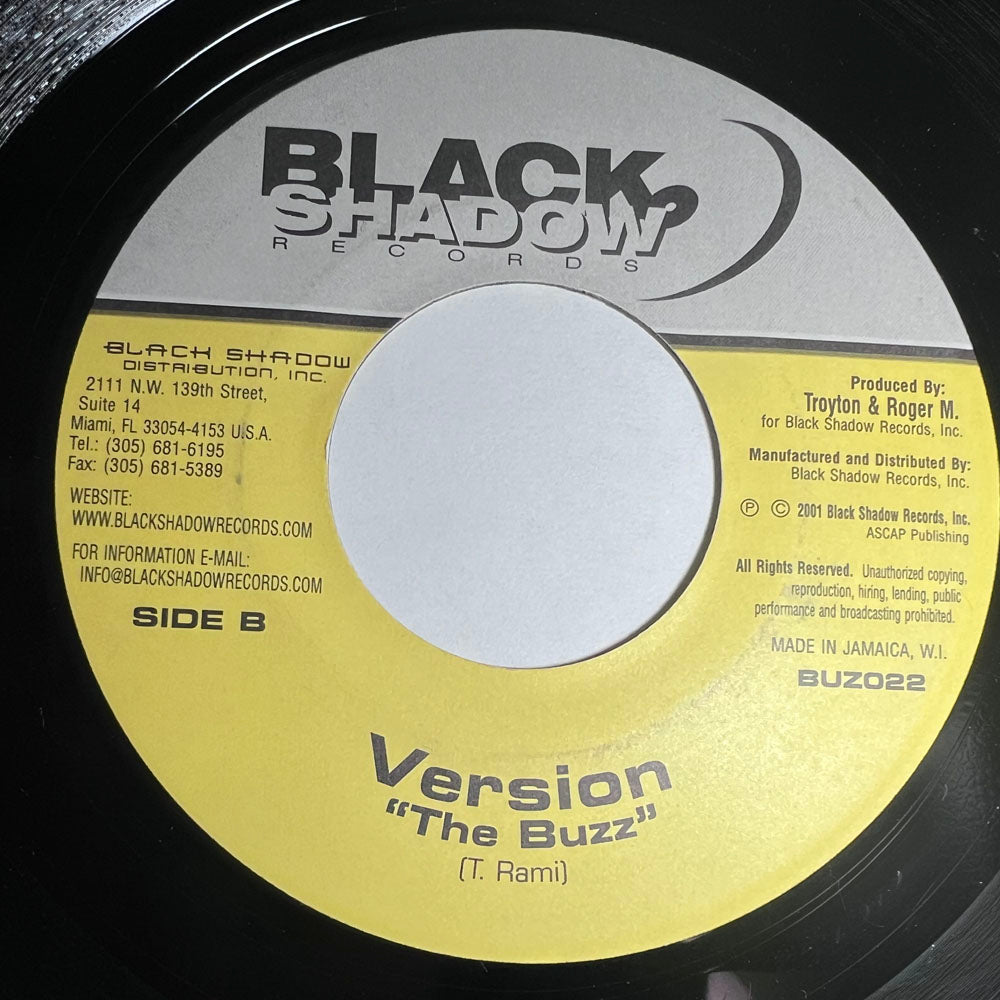 BLACK
SHADOW
RECORDS
BLACK SHADOW
DISTRIBUTION, INC.
2111 N.W. 139th Street,
Suite 14
Miami, FL 33054-4153 U.S.A.
Tel.: (305) 681-6195
Fax: (305) 681-5389
WEBSITE:
WWW.BLACKSHADOWRECORDS.COM
FOR INFORMATION E-MAIL:
INFO@BLACKSHADOWRECORDS.COM
SIDE B
Produced By:
Troyton & Roger M.
for Black Shadow Records, Inc.
Manufactured and Distributed By:
Black Shadow Records, Inc.
℗ © 2001 Black Shadow Records, Inc.
ASCAP Publishing
All Rights Reserved. Unauthorized copying,
reproduction, hiring, lending, public
performance and broadcasting prohibited.
MADE IN JAMAICA, W.I.
BUZ022
Version
"The Buzz"
(T. Rami)